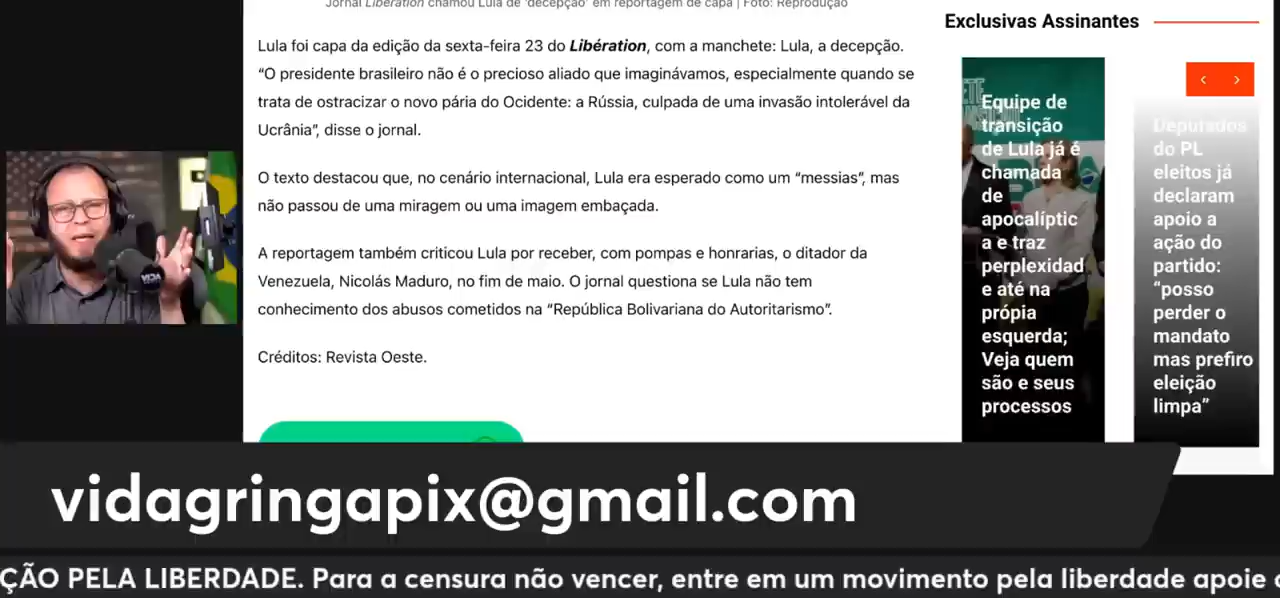 Jornal Libération chamou Lula de 'decepção' em reportagem de capa | Foto: Reprodução
Lula foi capa da edição da sexta-feira 23 do Libération, com a manchete: Lula, a decepção.
“O presidente brasileiro não é o precioso aliado que imaginávamos, especialmente quando se
trata de ostracizar o novo pária do Ocidente: a Rússia, culpada de uma invasão intolerável da
Ucrânia”, disse o jornal.
O texto destacou que, no cenário internacional, Lula era esperado como um “messias”, mas
não passou de uma miragem ou uma imagem embaçada.
A reportagem também criticou Lula por receber, com pompas e honrarias, o ditador da
Venezuela, Nicolás Maduro, no fim de maio. O jornal questiona se Lula não tem
conhecimento dos abusos cometidos na “República Bolivariana do Autoritarismo”.
Créditos: Revista Oeste.
Exclusivas Assinantes
Equipe de
transição
de Lula já é
chamada
de
apocalíptic
a e traz
perplexidad
e até na
própia
esquerda;
Veja quem
são e seus
processos
Deputados
do PL
eleitos já
declaram
apoio a
ação do
partido:
“posso
perder o
mandato
mas prefiro
eleição
limpa”
VIDA
vidagringapix@gmail.com
ÇÃO PELA LIBERDADE. Para a censura não vencer, entre em um movimento pela liberdade apoie